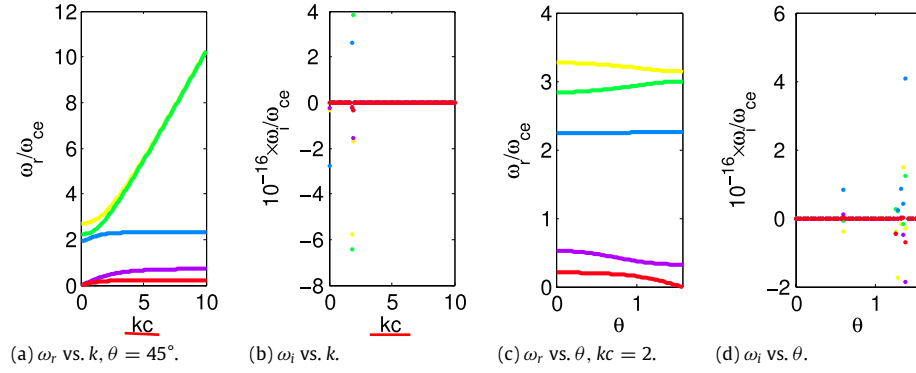 ω_r/ω_ce
12
10
8
6
4
2
0
0 5 10
kc
(a) ω_r vs. k, θ = 45°.
10^−16×ω_i/ω_ce
4
2
0
−2
−4
−6
−8
0 5 10
kc
(b) ω_i vs. k.
ω_r/ω_ce
4
3
2
1
0
0 1
θ
(c) ω_r vs. θ, kc = 2.
10^−16×ω_i/ω_ce
6
4
2
0
−2
0 1
θ
(d) ω_i vs. θ.